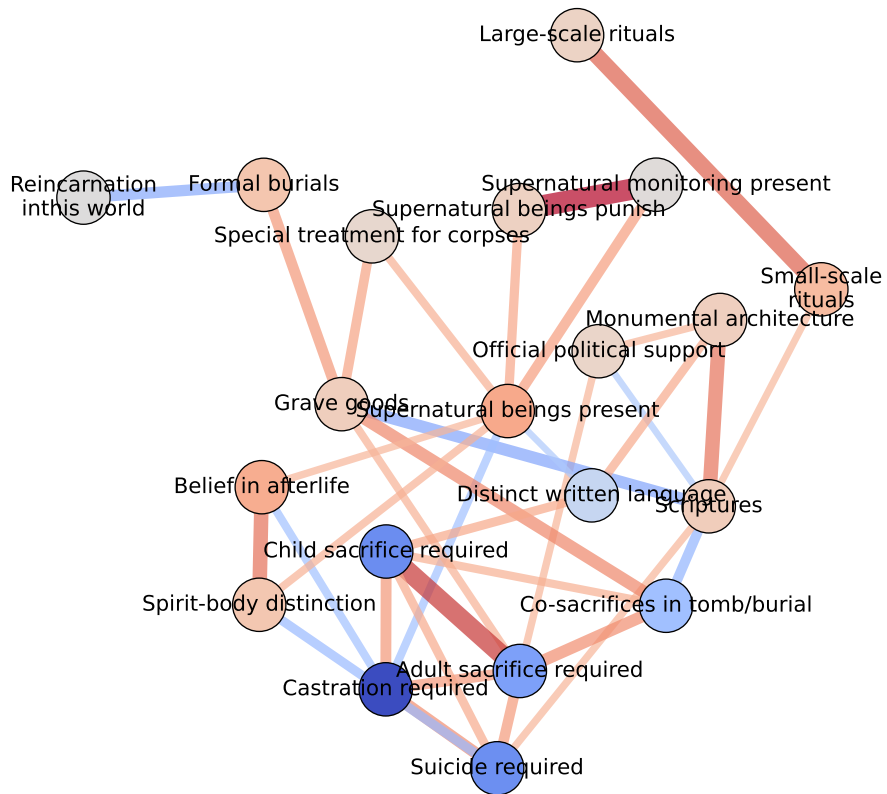 Large-scale rituals
Reincarnation
inthis world
Formal burials
Supernatural monitoring present
Supernatural beings punish
Special treatment for corpses
Small-scale
rituals
Monumental architecture
Official political support
Grave goods
Supernatural beings present
Belief in afterlife
Distinct written language
Scriptures
Child sacrifice required
Spirit-body distinction
Co-sacrifices in tomb/burial
Adult sacrifice required
Castration required
Suicide required